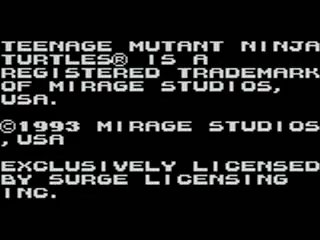 TEENAGE MUTANT NINJA
TURTLES® IS A
REGISTERED TRADEMARK
OF MIRAGE STUDIOS,
USA.
©1993 MIRAGE STUDIOS
,USA
EXCLUSIVELY LICENSED
BY SURGE LICENSING
INC.